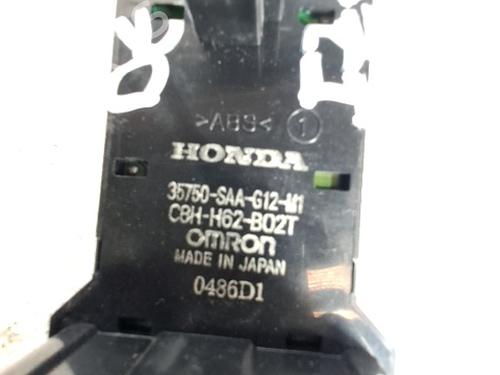 >ABS< 1
HONDA
35750-SAA-G12-M1
C8H-H62-B02T
OMRON
MADE IN JAPAN
0486D1